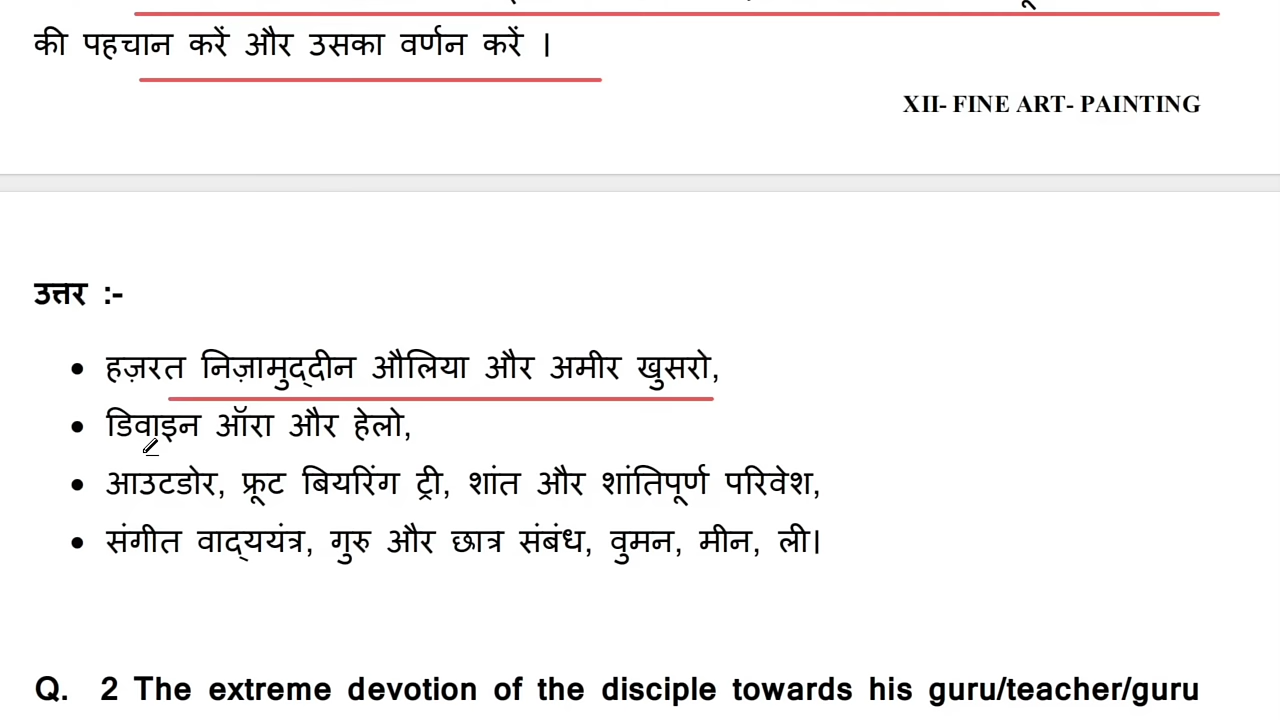 की पहचान करें और उसका वर्णन करें ।
XII- FINE ART- PAINTING
उत्तर :-
• हज़रत निज़ामुद्दीन औलिया और अमीर खुसरो,
• डिवाइन ऑरा और हेलो,
• आउटडोर, फ्रूट बियरिंग ट्री, शांत और शांतिपूर्ण परिवेश,
• संगीत वाद्ययंत्र, गुरु और छात्र संबंध, वुमन, मीन, ली।
Q. 2 The extreme devotion of the disciple towards his guru/teacher/guru